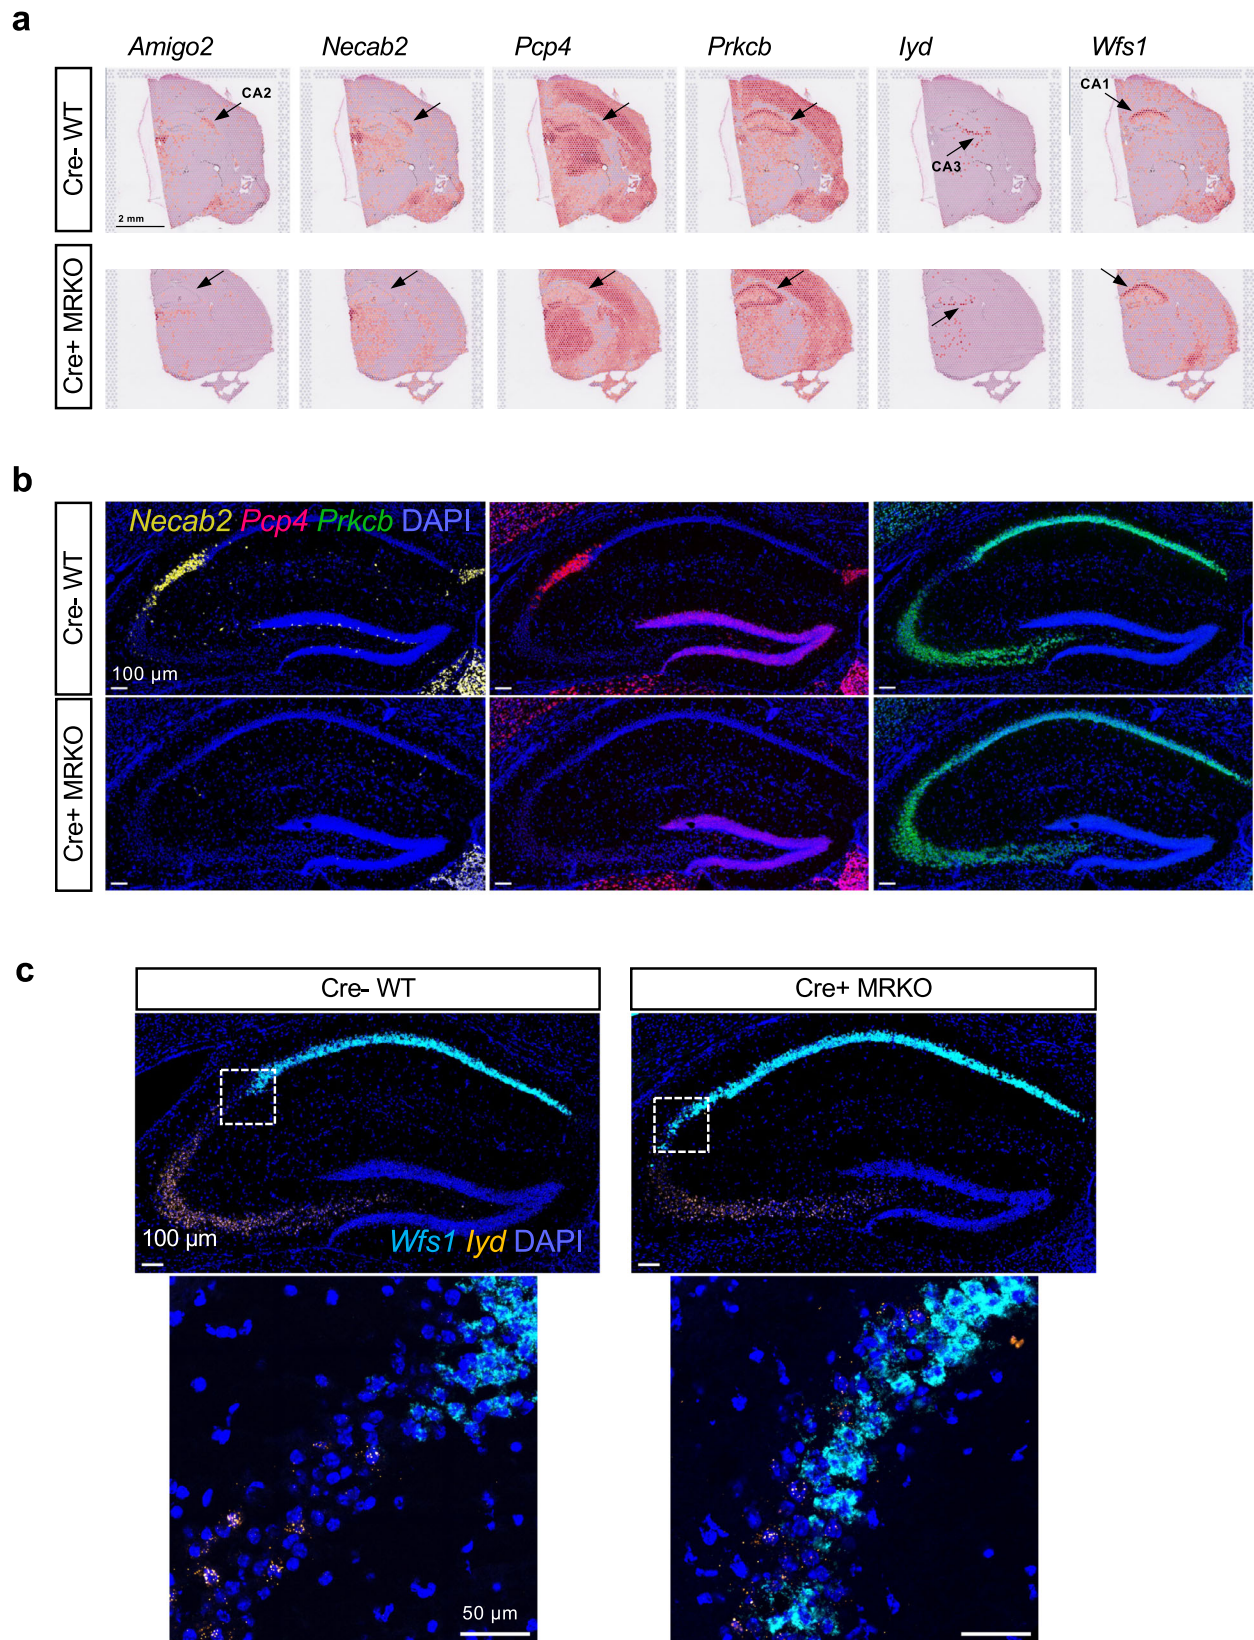 a
Amigo2 Necab2 Pcp4 Prkcb Iyd Wfs1
Cre- WT
CA2
CA3
CA1
2 mm
Cre+ MRKO
b
Necab2 Pcp4 Prkcb DAPI
Cre- WT
100 µm
Cre+ MRKO
c
Cre- WT Cre+ MRKO
100 µm
Wfs1 Iyd DAPI
50 µm